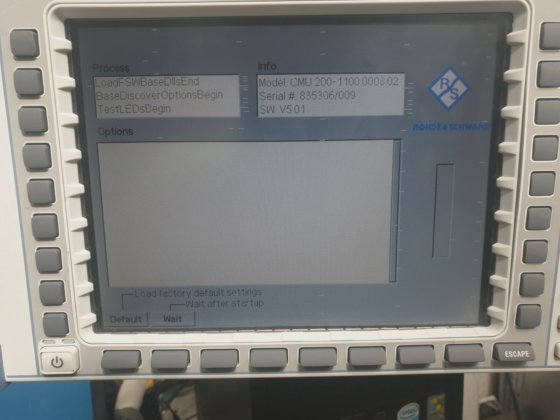 Process
LoadFSWBaseDllsEnd
BaseDiscoverOptionsBegin
TestLEDsBegin
Info
Model: CMU 200-1100.0008.02
Serial #: 835306/009
SW: V5.01
R/S
ROHDE&SCHWARZ
Options
Load factory default settings
Wait after startup
Default
Wait
ESCAPE
intel